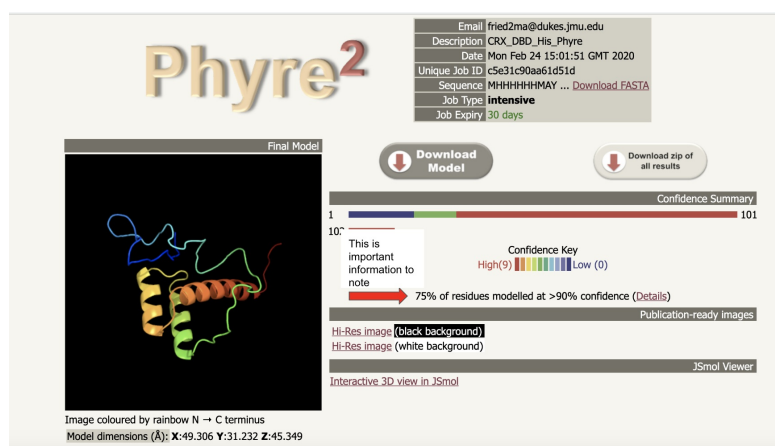 Phyre2
Email fried2ma@dukes.jmu.edu
Description CRX_DBD_His_Phyre
Date Mon Feb 24 15:01:51 GMT 2020
Unique Job ID c5e31c90aa61d51d
Sequence MHHHHHHMAY ... Download FASTA
Job Type intensive
Job Expiry 30 days
Final Model
Image coloured by rainbow N → C terminus
Model dimensions (Å): X:49.306 Y:31.232 Z:45.349
Download
Model
Download zip of
all results
Confidence Summary
1 101
This is
important
information to
note
Confidence Key
High(9) Low (0)
75% of residues modelled at >90% confidence (Details)
Publication-ready images
Hi-Res image (black background)
Hi-Res image (white background)
JSmol Viewer
Interactive 3D view in JSmol